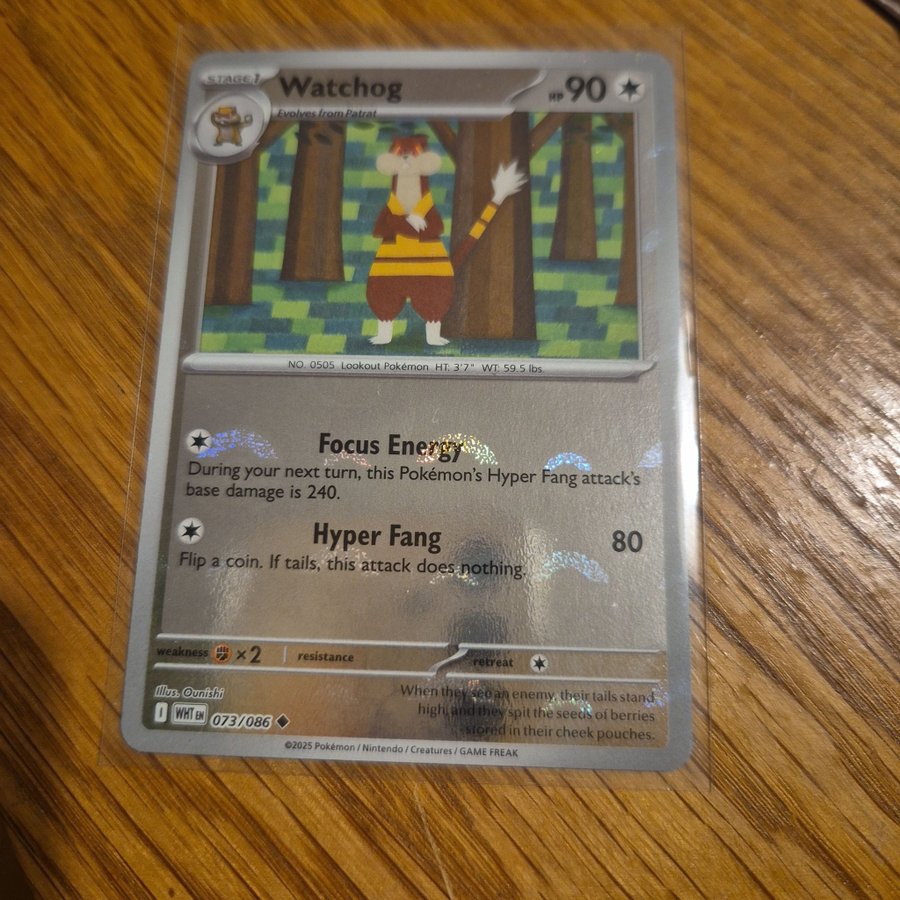 STAGE 1
Watchog
HP 90
Evolves from Patrat
NO. 0505 Lookout Pokémon HT: 3'7" WT: 59.5 lbs.
Focus Energy
During your next turn, this Pokémon's Hyper Fang attack's
base damage is 240.
Hyper Fang 80
Flip a coin. If tails, this attack does nothing.
weakness ×2 resistance retreat
Illus. Ounishi
When they see an enemy, their tails stand
high, and they spit the seeds of berries
stored in their cheek pouches.
I WHT EN 073/086
©2025 Pokémon / Nintendo / Creatures / GAME FREAK